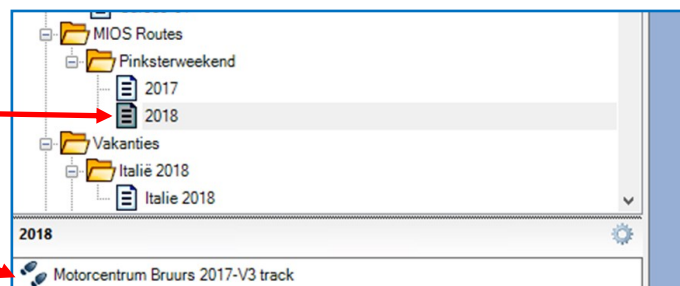 MIOS Routes
Pinksterweekend
2017
2018
Vakanties
Italië 2018
Italie 2018
2018
Motorcentrum Bruurs 2017-V3 track